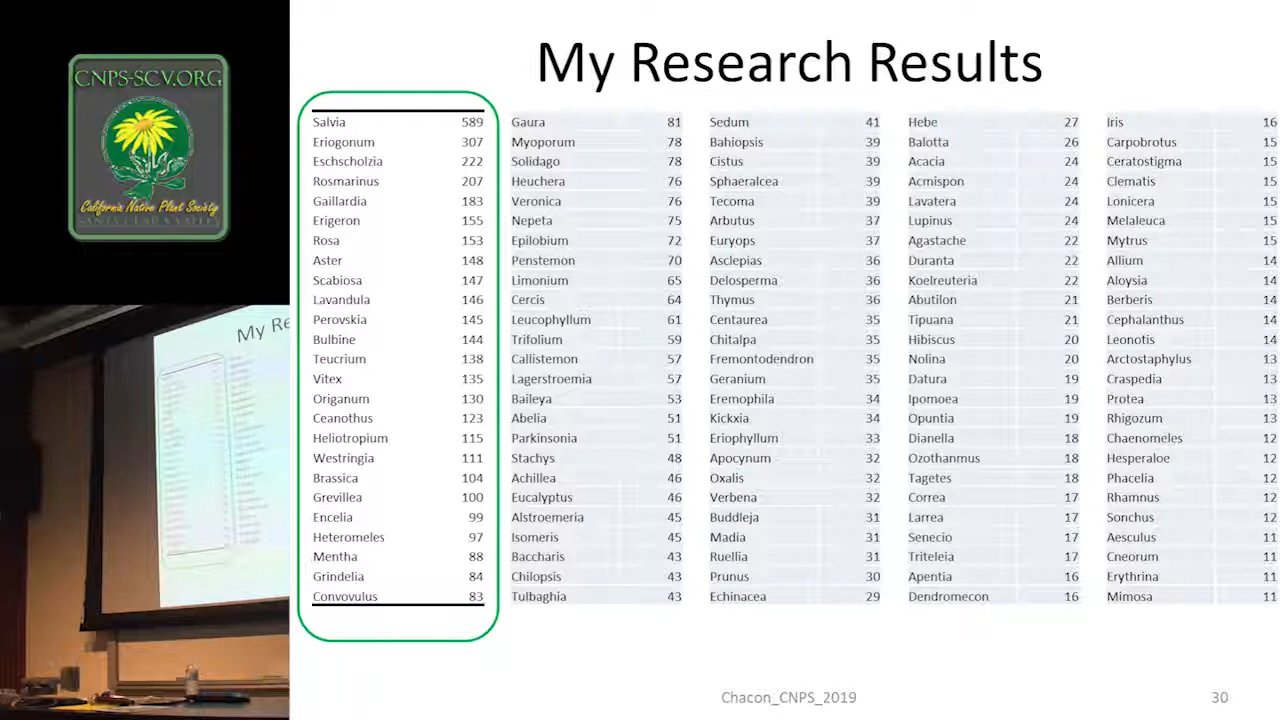 CNPS-SCV.ORG
California Native Plant Society
SANTA CLARA VALLEY
My Re
My Research Results
Salvia 589
Eriogonum 307
Eschscholzia 222
Rosmarinus 207
Gaillardia 183
Erigeron 155
Rosa 153
Aster 148
Scabiosa 147
Lavandula 146
Perovskia 145
Bulbine 144
Teucrium 138
Vitex 135
Origanum 130
Ceanothus 123
Heliotropium 115
Westringia 111
Brassica 104
Grevillea 100
Encelia 99
Heteromeles 97
Mentha 88
Grindelia 84
Convovulus 83
Gaura 81
Myoporum 78
Solidago 78
Heuchera 76
Veronica 76
Nepeta 75
Epilobium 72
Penstemon 70
Limonium 65
Cercis 64
Leucophyllum 61
Trifolium 59
Callistemon 57
Lagerstroemia 57
Baileya 53
Abelia 51
Parkinsonia 51
Stachys 48
Achillea 46
Eucalyptus 46
Alstroemeria 45
Isomeris 45
Baccharis 43
Chilopsis 43
Tulbaghia 43
Sedum 41
Bahiopsis 39
Cistus 39
Sphaeralcea 39
Tecoma 39
Arbutus 37
Euryops 37
Asclepias 36
Delosperma 36
Thymus 36
Centaurea 35
Chitalpa 35
Fremontodendron 35
Geranium 35
Eremophila 34
Kickxia 34
Eriophyllum 33
Apocynum 32
Oxalis 32
Verbena 32
Buddleja 31
Madia 31
Ruellia 31
Prunus 30
Echinacea 29
Hebe 27
Balotta 26
Acacia 24
Acmispon 24
Lavatera 24
Lupinus 24
Agastache 22
Duranta 22
Koelreuteria 22
Abutilon 21
Tipuana 21
Hibiscus 20
Nolina 20
Datura 19
Ipomoea 19
Opuntia 19
Dianella 18
Ozothanmus 18
Tagetes 18
Correa 17
Larrea 17
Senecio 17
Triteleia 17
Apentia 16
Dendromecon 16
Iris 16
Carpobrotus 15
Ceratostigma 15
Clematis 15
Lonicera 15
Melaleuca 15
Mytrus 15
Allium 14
Aloysia 14
Berberis 14
Cephalanthus 14
Leonotis 14
Arctostaphylus 13
Craspedia 13
Protea 13
Rhigozum 13
Chaenomeles 12
Hesperaloe 12
Phacelia 12
Rhamnus 12
Sonchus 12
Aesculus 11
Cneorum 11
Erythrina 11
Mimosa 11
Chacon_CNPS_2019
30